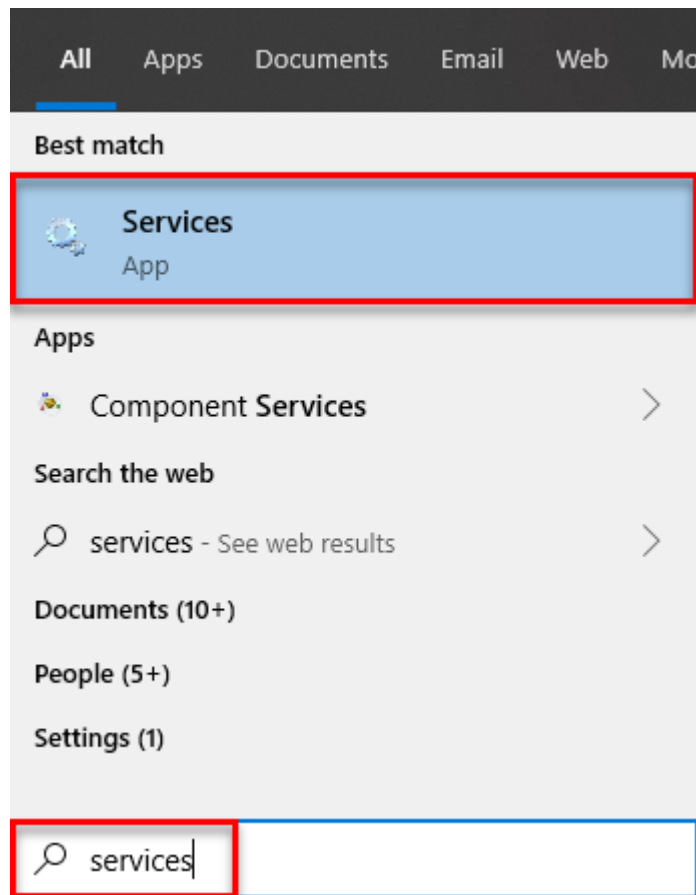 All Apps Documents Email Web Mo
Best match
Services
App
Apps
Component Services
Search the web
services - See web results
Documents (10+)
People (5+)
Settings (1)
services